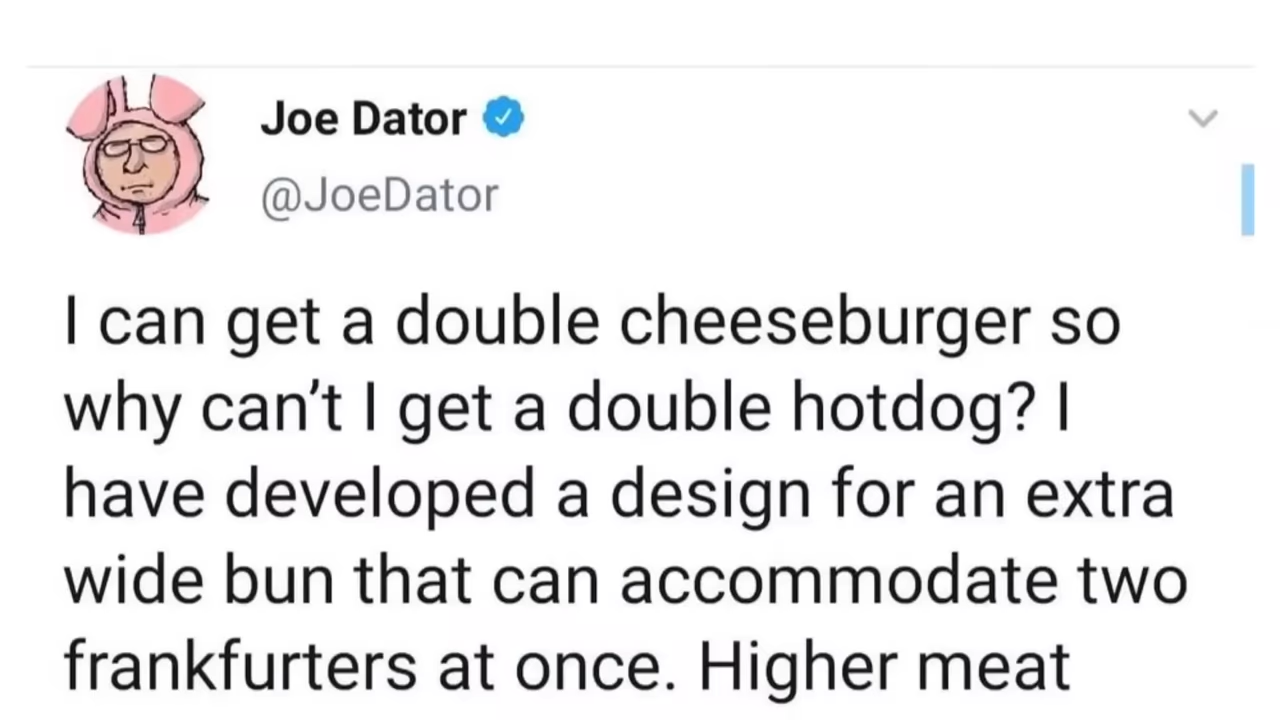 Joe Dator
@JoeDator
I can get a double cheeseburger so
why can’t I get a double hotdog? I
have developed a design for an extra
wide bun that can accommodate two
frankfurters at once. Higher meat